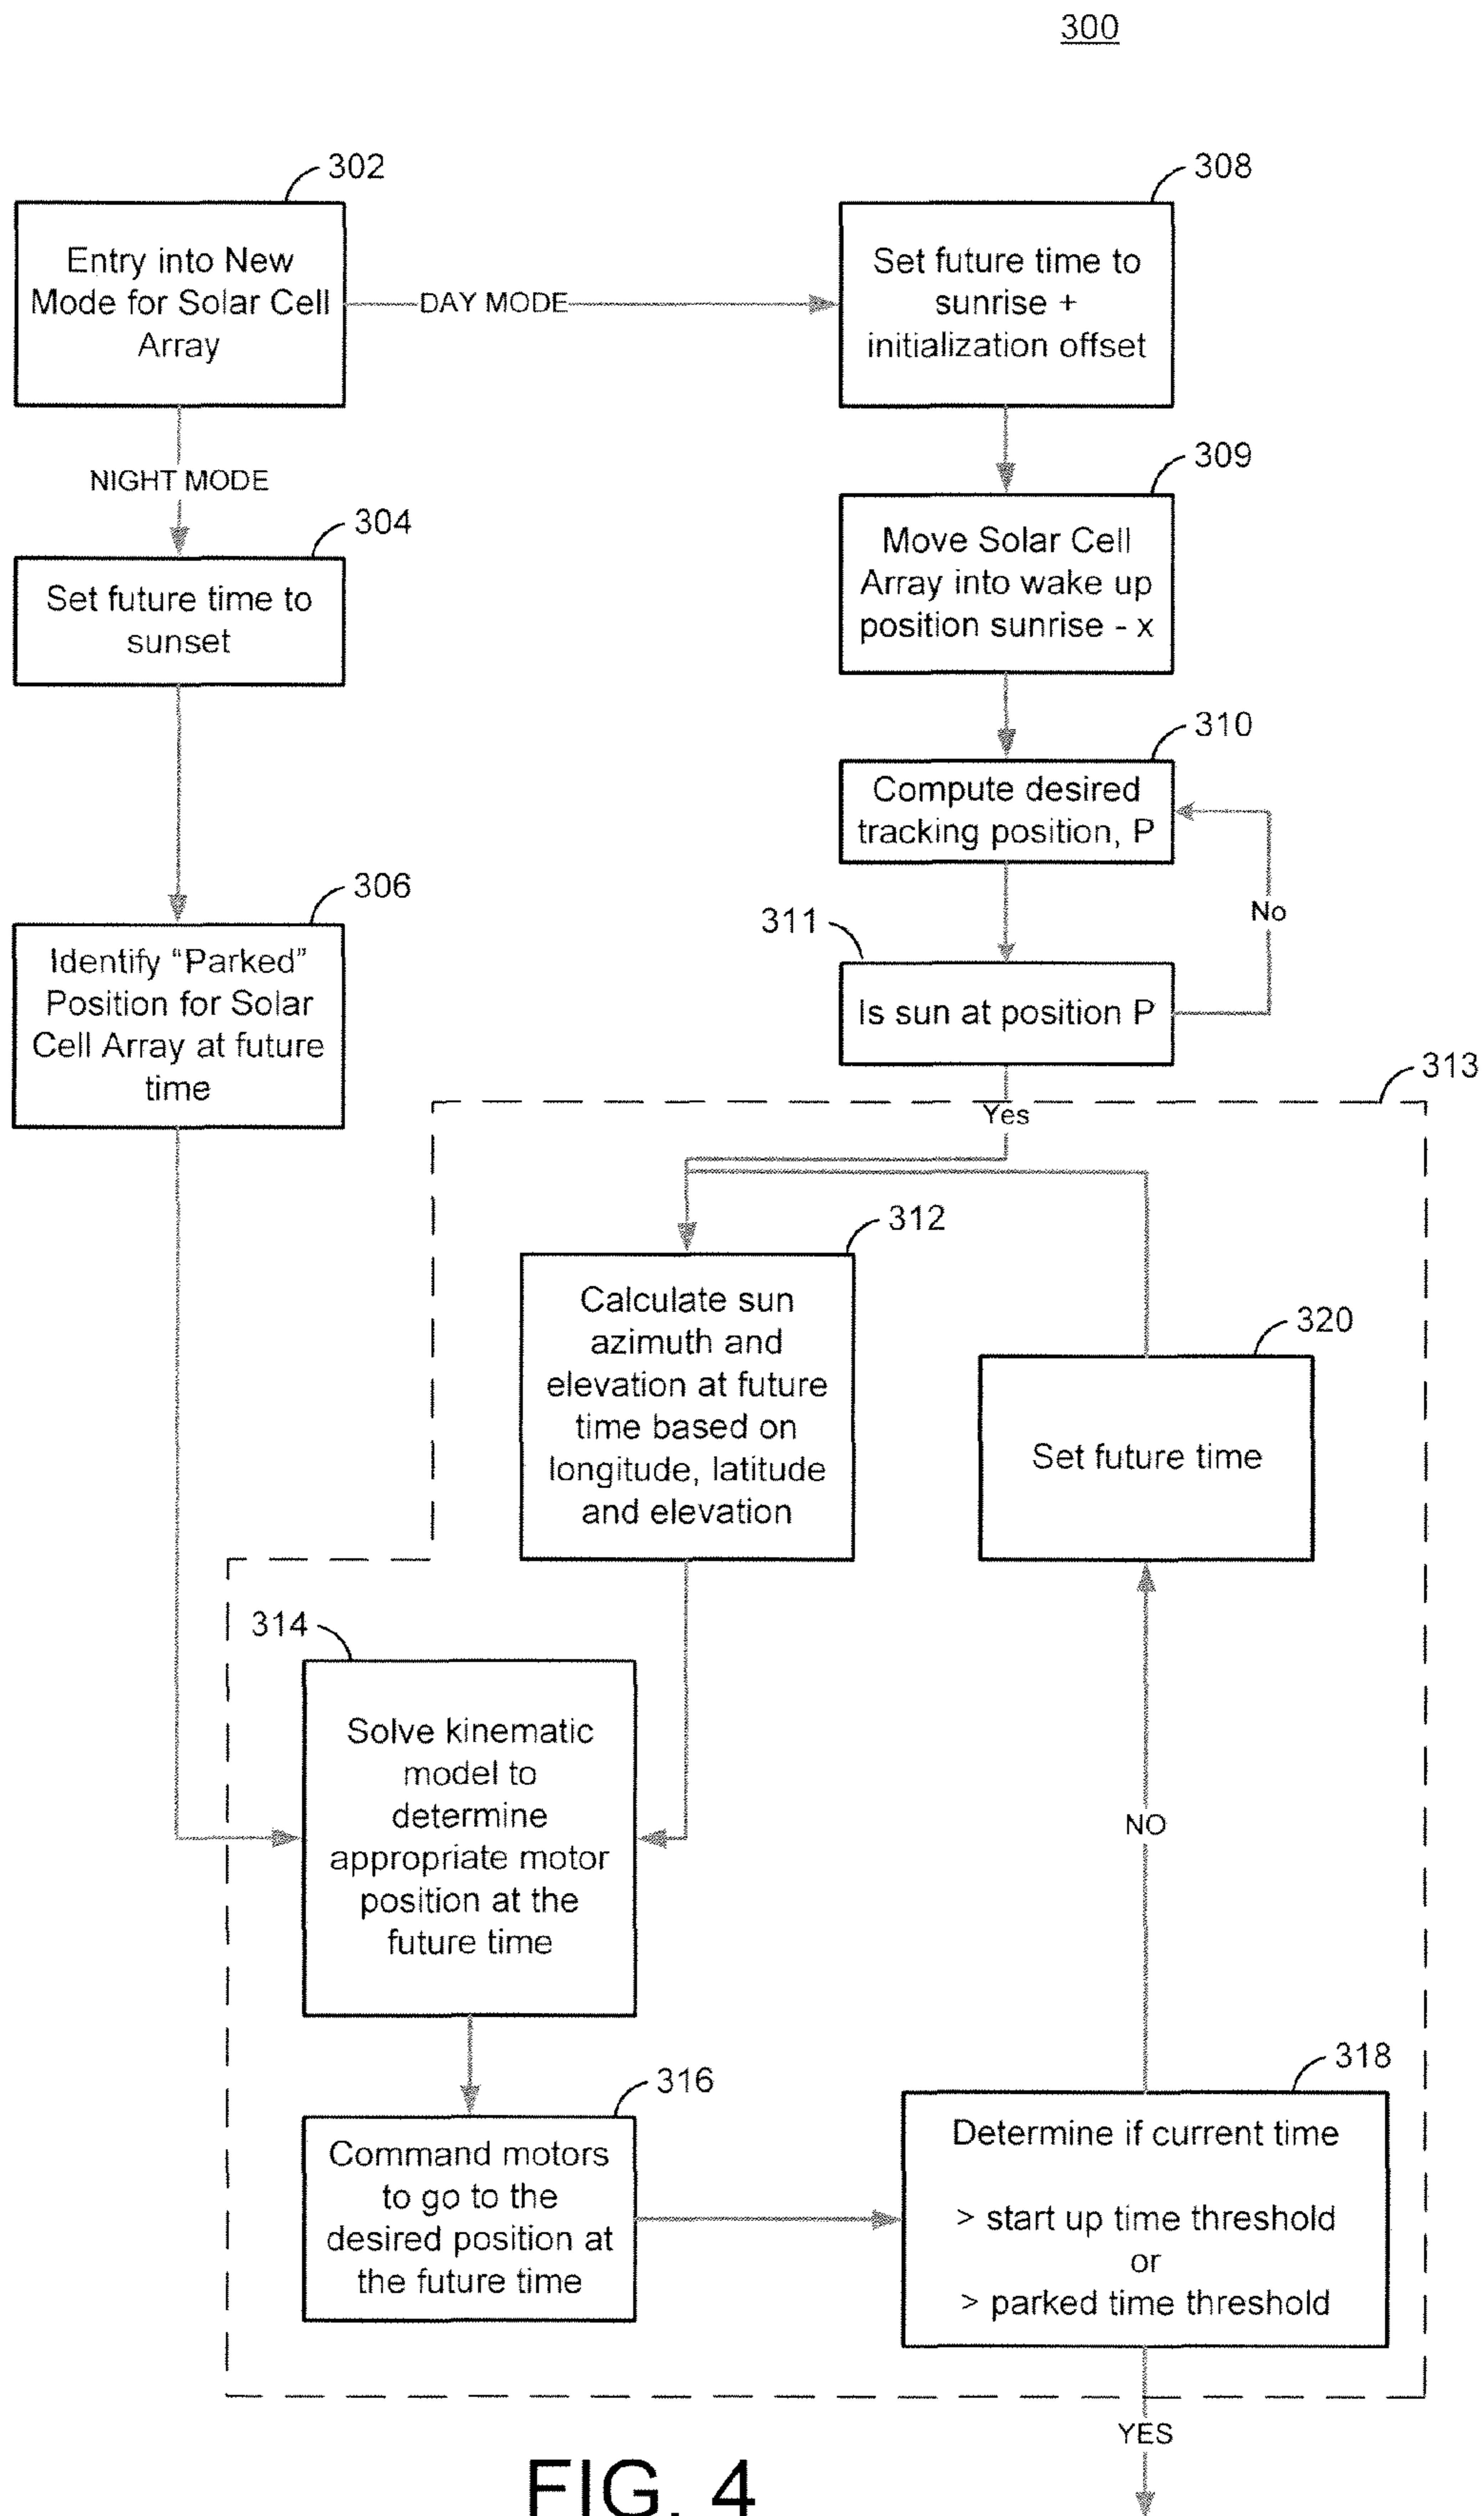 300
302
Entry into New
Mode for Solar Cell
Array
DAY MODE
308
Set future time to
sunrise +
initialization offset
NIGHT MODE
309
Move Solar Cell
Array into wake up
position sunrise - x
304
Set future time to
sunset
310
Compute desired
tracking position, P
No
306
Identify “Parked”
Position for Solar
Cell Array at future
time
311
Is sun at position P
313
Yes
312
Calculate sun
azimuth and
elevation at future
time based on
longitude, latitude
and elevation
320
Set future time
314
Solve kinematic
model to
determine
appropriate motor
position at the
future time
NO
316
Command motors
to go to the
desired position at
the future time
318
Determine if current time
> start up time threshold
or
> parked time threshold
YES
FIG. 4